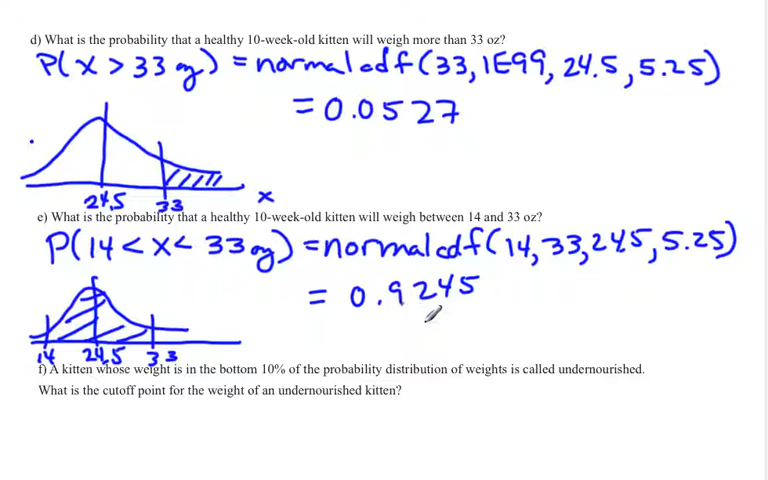 d) What is the probability that a healthy 10-week-old kitten will weigh more than 33 oz?
P(x > 33 oz) = normalcdf(33, 1E99, 24.5, 5.25)
= 0.0527
24.5 33 x
e) What is the probability that a healthy 10-week-old kitten will weigh between 14 and 33 oz?
P(14 < x < 33 oz) = normalcdf(14, 33, 24.5, 5.25)
= 0.9245
14 24.5 33
f) A kitten whose weight is in the bottom 10% of the probability distribution of weights is called undernourished.
What is the cutoff point for the weight of an undernourished kitten?